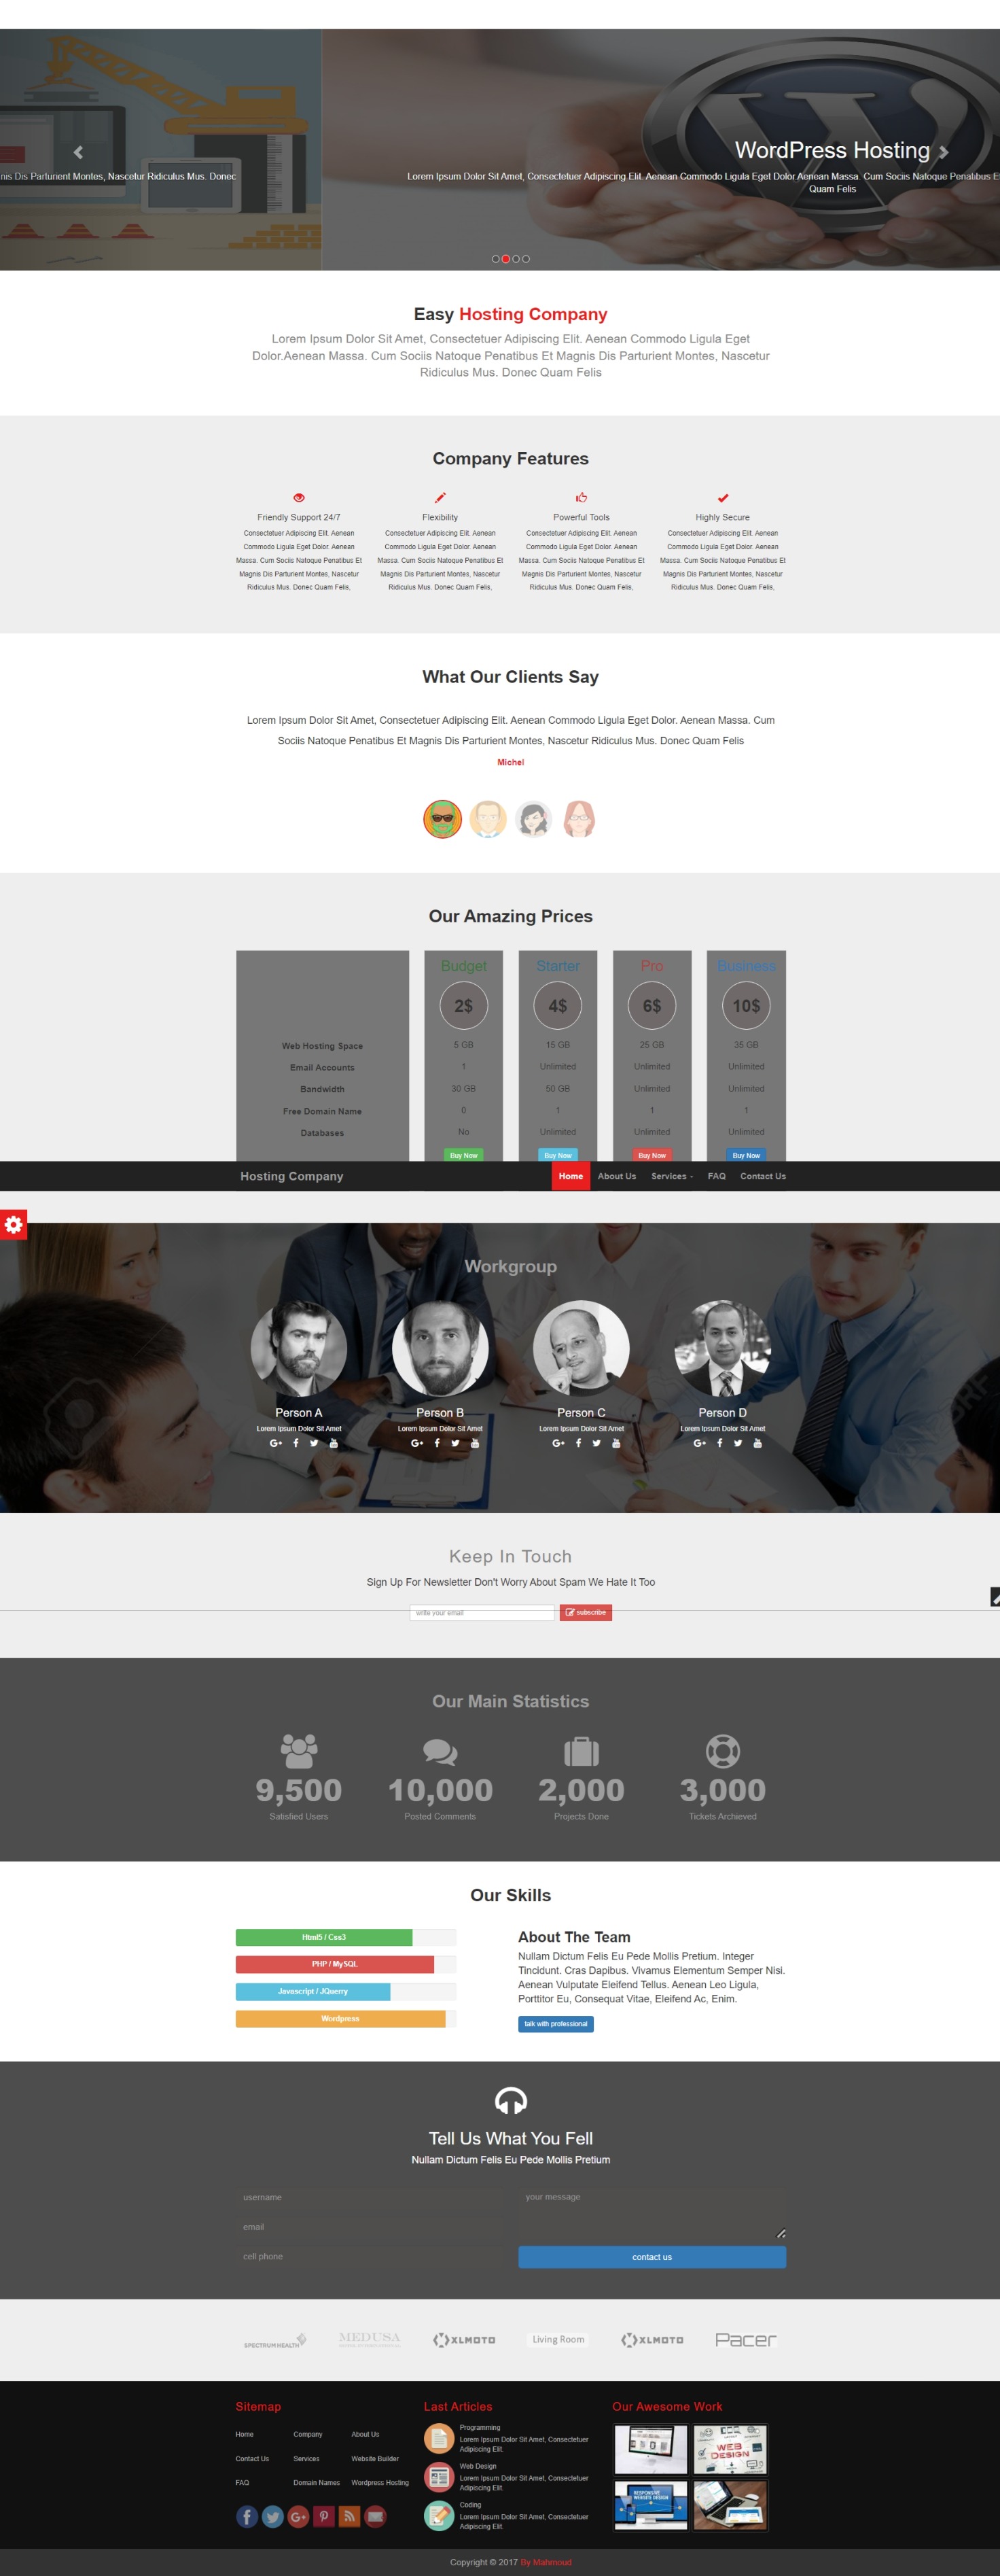 WordPress Hosting
nis Dis Parturient Montes, Nascetur Ridiculus Mus. Donec
Lorem Ipsum Dolor Sit Amet, Consectetuer Adipiscing Elit. Aenean Commodo Ligula Eget Dolor Aenean Massa. Cum Sociis Natoque Penatibus E
Quam Felis
Easy Hosting Company
Lorem Ipsum Dolor Sit Amet, Consectetuer Adipiscing Elit. Aenean Commodo Ligula Eget
Dolor.Aenean Massa. Cum Sociis Natoque Penatibus Et Magnis Dis Parturient Montes, Nascetur
Ridiculus Mus. Donec Quam Felis
Company Features
Friendly Support 24/7
Consectetuer Adipiscing Elit. Aenean
Commodo Ligula Eget Dolor. Aenean
Massa. Cum Sociis Natoque Penatibus Et
Magnis Dis Parturient Montes, Nascetur
Ridiculus Mus. Donec Quam Felis,
Flexibility
Consectetuer Adipiscing Elit. Aenean
Commodo Ligula Eget Dolor. Aenean
Massa. Cum Sociis Natoque Penatibus Et
Magnis Dis Parturient Montes, Nascetur
Ridiculus Mus. Donec Quam Felis,
Powerful Tools
Consectetuer Adipiscing Elit. Aenean
Commodo Ligula Eget Dolor. Aenean
Massa. Cum Sociis Natoque Penatibus Et
Magnis Dis Parturient Montes, Nascetur
Ridiculus Mus. Donec Quam Felis,
Highly Secure
Consectetuer Adipiscing Elit. Aenean
Commodo Ligula Eget Dolor. Aenean
Massa. Cum Sociis Natoque Penatibus Et
Magnis Dis Parturient Montes, Nascetur
Ridiculus Mus. Donec Quam Felis,
What Our Clients Say
Lorem Ipsum Dolor Sit Amet, Consectetuer Adipiscing Elit. Aenean Commodo Ligula Eget Dolor. Aenean Massa. Cum
Sociis Natoque Penatibus Et Magnis Dis Parturient Montes, Nascetur Ridiculus Mus. Donec Quam Felis
Michel
Our Amazing Prices
Budget Starter Pro Business
2$ 4$ 6$ 10$
Web Hosting Space 5 GB 15 GB 25 GB 35 GB
Email Accounts 1 Unlimited Unlimited Unlimited
Bandwidth 30 GB 50 GB Unlimited Unlimited
Free Domain Name 0 1 1 1
Databases No Unlimited Unlimited Unlimited
Buy Now Buy Now Buy Now Buy Now
Hosting Company Home About Us Services FAQ Contact Us
Workgroup
Person A Person B Person C Person D
Lorem Ipsum Dolor Sit Amet Lorem Ipsum Dolor Sit Amet Lorem Ipsum Dolor Sit Amet Lorem Ipsum Dolor Sit Amet
Keep In Touch
Sign Up For Newsletter Don't Worry About Spam We Hate It Too
write your email subscribe
Our Main Statistics
9,500 10,000 2,000 3,000
Satisfied Users Posted Comments Projects Done Tickets Archieved
Our Skills
Html5 / Css3
PHP / MySQL
Javascript / JQuerry
Wordpress
About The Team
Nullam Dictum Felis Eu Pede Mollis Pretium. Integer
Tincidunt. Cras Dapibus. Vivamus Elementum Semper Nisi.
Aenean Vulputate Eleifend Tellus. Aenean Leo Ligula,
Porttitor Eu, Consequat Vitae, Eleifend Ac, Enim.
talk with professional
Tell Us What You Fell
Nullam Dictum Felis Eu Pede Mollis Pretium
username
email
cell phone
your message
contact us
SPECTRUM HEALTH MEDUSA XLMOTO Living Room XLMOTO Pacer
Sitemap
Home Company About Us
Contact Us Services Website Builder
FAQ Domain Names Wordpress Hosting
Last Articles
Programming
Lorem Ipsum Dolor Sit Amet, Consectetuer
Adipiscing Elit.
Web Design
Lorem Ipsum Dolor Sit Amet, Consectetuer
Adipiscing Elit.
Coding
Lorem Ipsum Dolor Sit Amet, Consectetuer
Adipiscing Elit.
Our Awesome Work
WEB
DESIGN
RESPONSIVE
WEBSITE DESIGN
Copyright © 2017 By Mahmoud